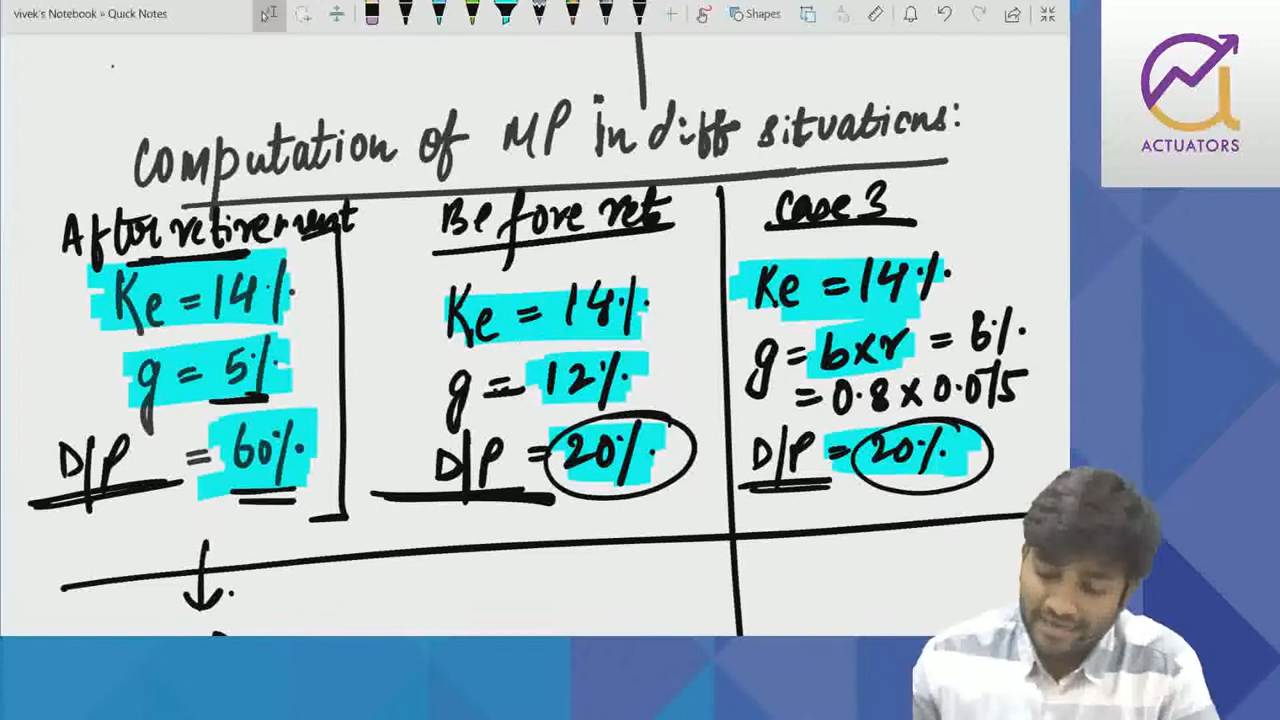 vivek's Notebook » Quick Notes
Shapes
ACTUATORS
Computation of MP in diff situations:
After retirement
Ke = 14%
g = 5%
D/P = 60%
Before ret
Ke = 14%
g = 12%
D/P = 20%
Case 3
Ke = 14%
g = b×r = 6%
= 0.8 × 0.075
D/P = 20%